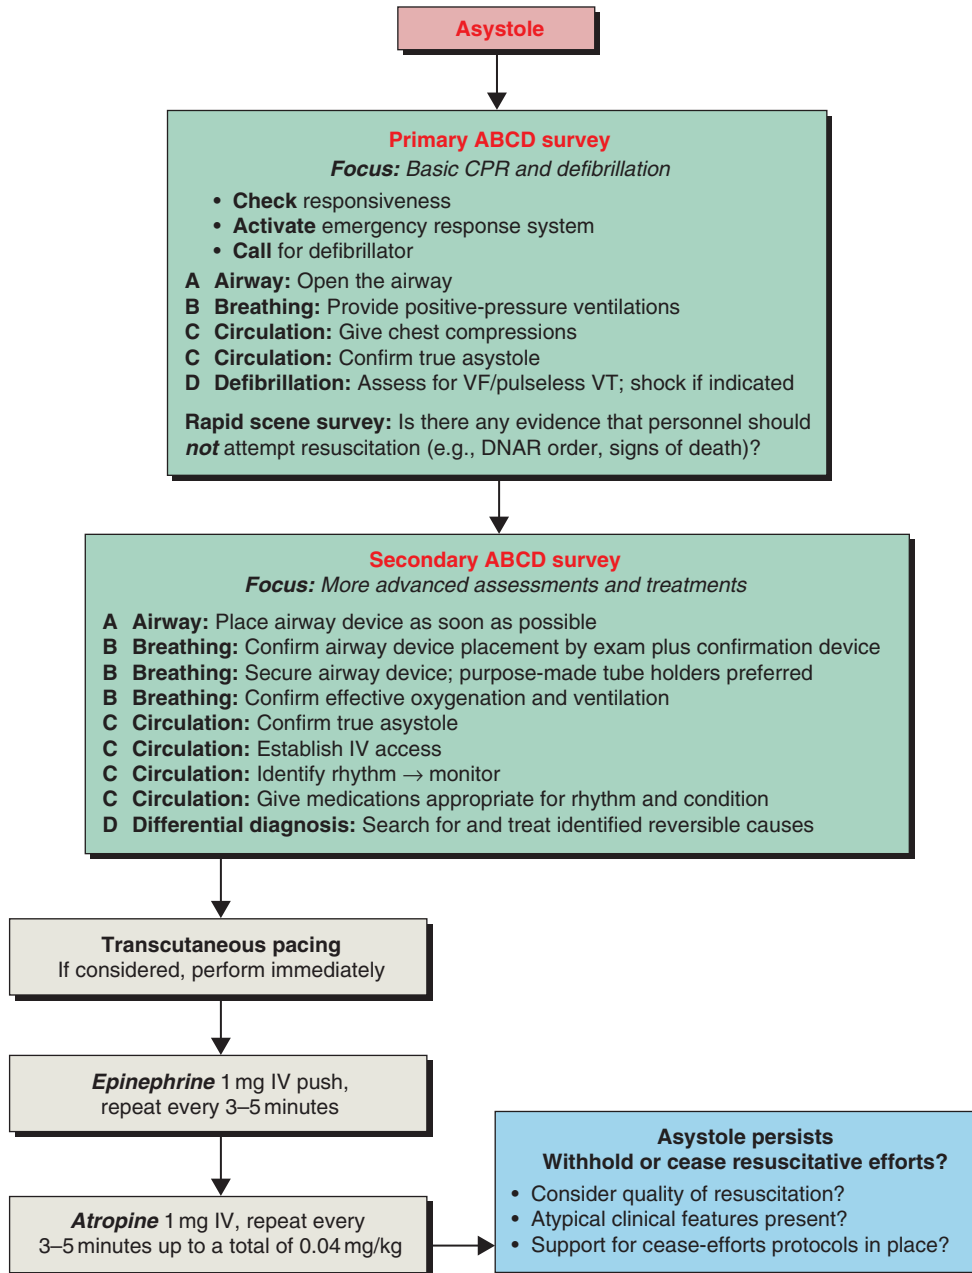 Asystole
Primary ABCD survey
Focus: Basic CPR and defibrillation
• Check responsiveness
• Activate emergency response system
• Call for defibrillator
A Airway: Open the airway
B Breathing: Provide positive-pressure ventilations
C Circulation: Give chest compressions
C Circulation: Confirm true asystole
D Defibrillation: Assess for VF/pulseless VT; shock if indicated
Rapid scene survey: Is there any evidence that personnel should
not attempt resuscitation (e.g., DNAR order, signs of death)?
Secondary ABCD survey
Focus: More advanced assessments and treatments
A Airway: Place airway device as soon as possible
B Breathing: Confirm airway device placement by exam plus confirmation device
B Breathing: Secure airway device; purpose-made tube holders preferred
B Breathing: Confirm effective oxygenation and ventilation
C Circulation: Confirm true asystole
C Circulation: Establish IV access
C Circulation: Identify rhythm → monitor
C Circulation: Give medications appropriate for rhythm and condition
D Differential diagnosis: Search for and treat identified reversible causes
Transcutaneous pacing
If considered, perform immediately
Epinephrine 1 mg IV push,
repeat every 3–5 minutes
Atropine 1 mg IV, repeat every
3–5 minutes up to a total of 0.04 mg/kg
Asystole persists
Withhold or cease resuscitative efforts?
• Consider quality of resuscitation?
• Atypical clinical features present?
• Support for cease-efforts protocols in place?